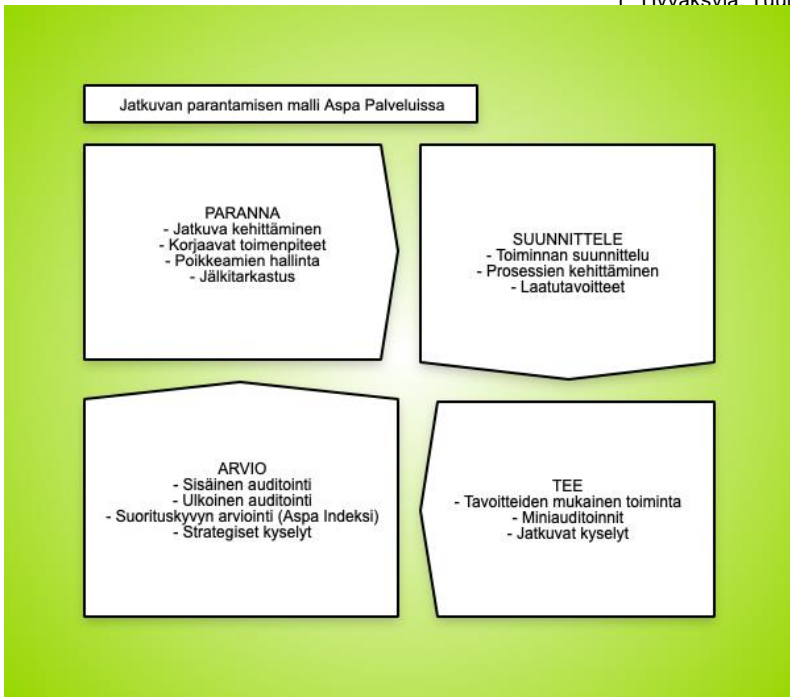 Jatkuvan parantamisen malli Aspa Palveluissa
PARANNA
- Jatkuva kehittäminen
- Korjaavat toimenpiteet
- Poikkeamien hallinta
- Jälkitarkastus
SUUNNITTELE
- Toiminnan suunnittelu
- Prosessien kehittäminen
- Laatutavoitteet
ARVIO
- Sisäinen auditointi
- Ulkoinen auditointi
- Suorituskyvyn arviointi (Aspa Indeksi)
- Strategiset kyselyt
TEE
- Tavoitteiden mukainen toiminta
- Miniauditoinnit
- Jatkuvat kyselyt